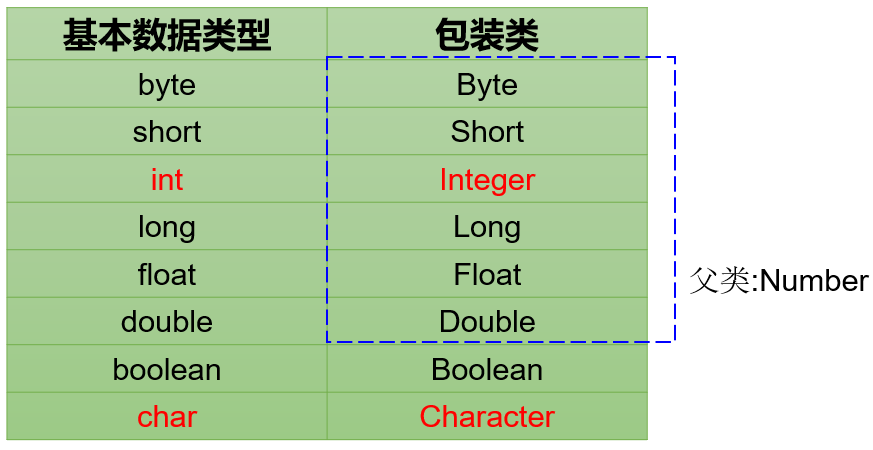 基本数据类型 包装类
byte Byte
short Short
int Integer
long Long
float Float
父类:Number
double Double
boolean Boolean
char Character